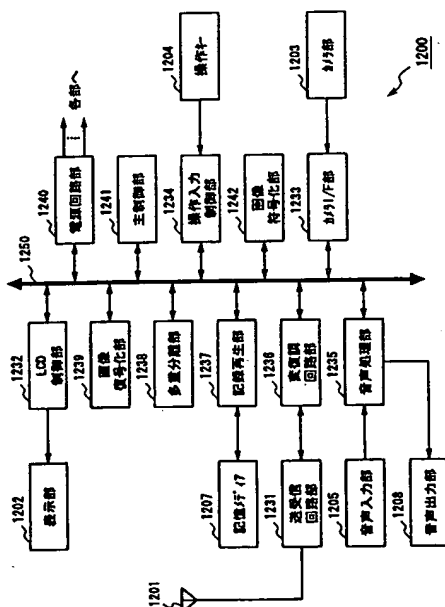 1200
1201
1202
表示部
1232
LCD
制御部
1239
画像
復号化部
1238
多重分離部
1207
記憶ﾒﾃﾞｨｱ
1237
記録再生部
1231
送受信
回路部
1236
変復調
回路部
1205
音声入力部
1235
音声処理部
1208
音声出力部
1250
1240
電源回路部
各部へ
1241
主制御部
1234
操作入力
制御部
1204
操作ｷｰ
1242
画像
符号化部
1233
ｶﾒﾗI/F部
1203
ｶﾒﾗ部